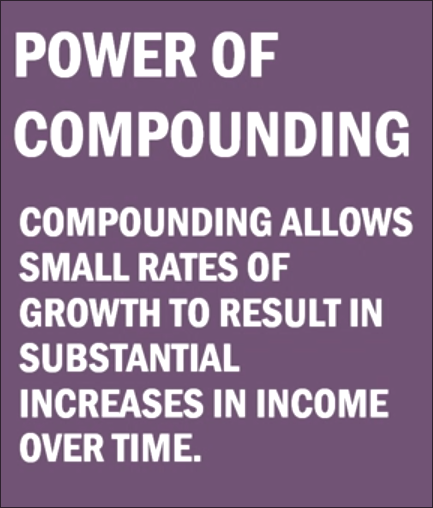 POWER OF
COMPOUNDING
COMPOUNDING ALLOWS
SMALL RATES OF
GROWTH TO RESULT IN
SUBSTANTIAL
INCREASES IN INCOME
OVER TIME.